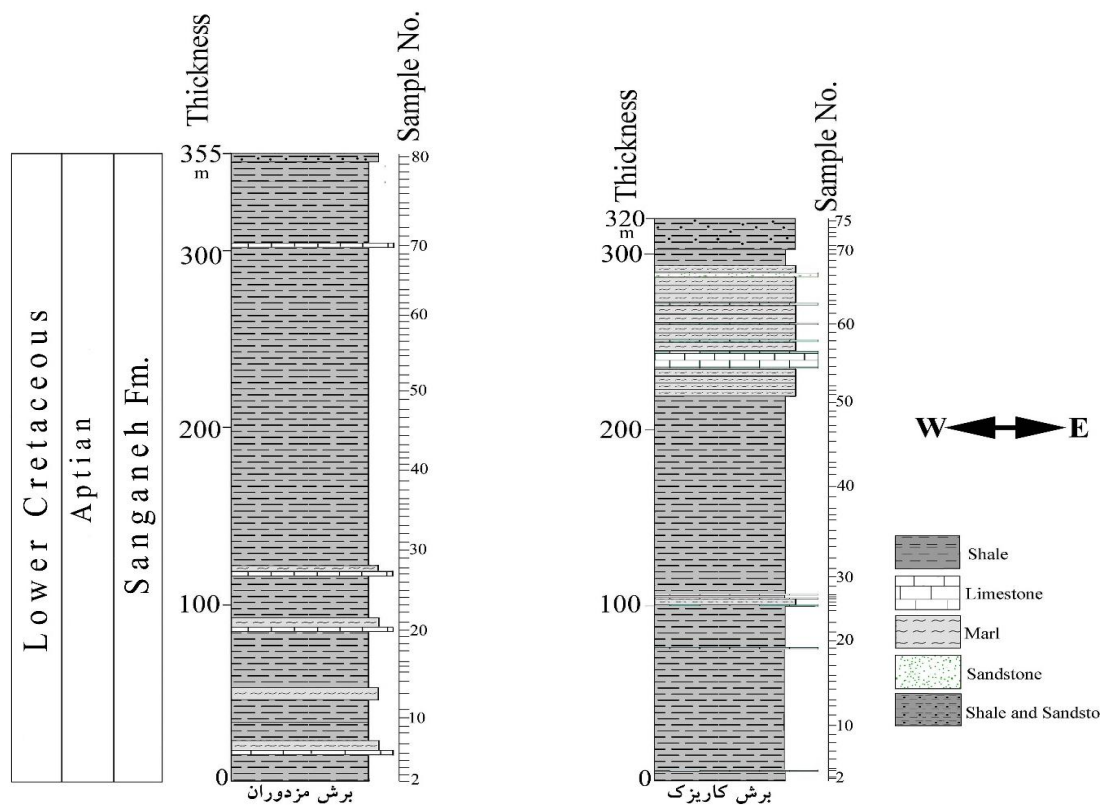 Lower Cretaceous
Aptian
Sanganeh Fm.
Thickness
355
m
300
200
100
0
Sample No.
80
70
60
50
40
30
20
10
2
برش مزدوران
Thickness
320
m
300
200
100
0
Sample No.
75
70
60
50
40
30
20
10
2
برش کاریزک
W E
Shale
Limestone
Marl
Sandstone
Shale and Sandsto